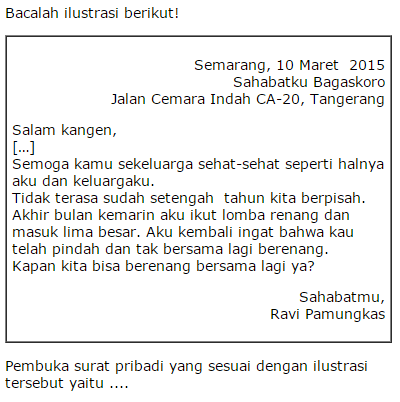 Bacalah ilustrasi berikut!
Semarang, 10 Maret  2015
Sahabatku Bagaskoro
Jalan Cemara Indah CA-20, Tangerang
Salam kangen,
[...]
Semoga kamu sekeluarga sehat-sehat seperti halnya
aku dan keluargaku.
Tidak terasa sudah setengah  tahun kita berpisah.
Akhir bulan kemarin aku ikut lomba renang dan
masuk lima besar. Aku kembali ingat bahwa kau
telah pindah dan tak bersama lagi berenang.
Kapan kita bisa berenang bersama lagi ya?
Sahabatmu,
Ravi Pamungkas
Pembuka surat pribadi yang sesuai dengan ilustrasi
tersebut yaitu ....